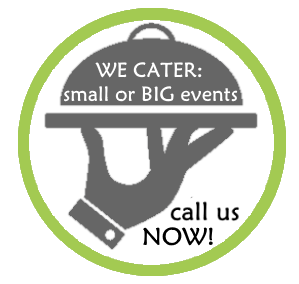 WE CATER:
small or BIG events
call us
NOW!